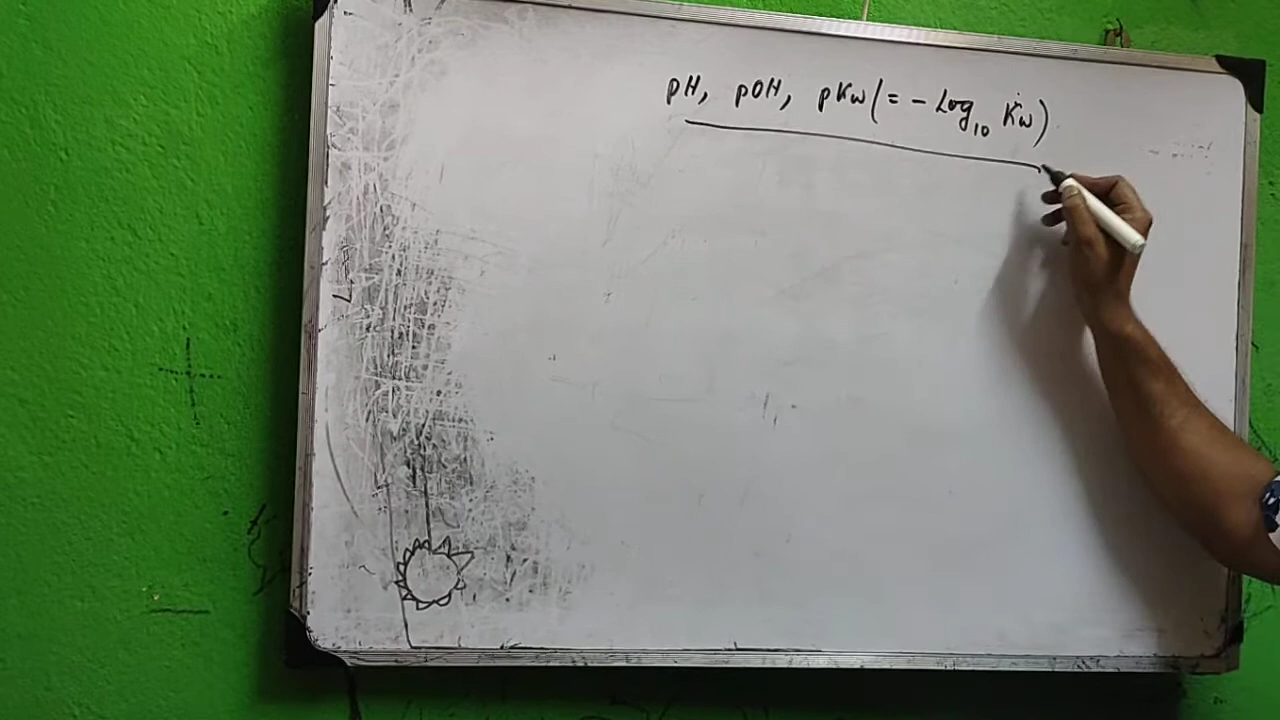 pH, pOH, pKw (= - Log₁₀ Kw)